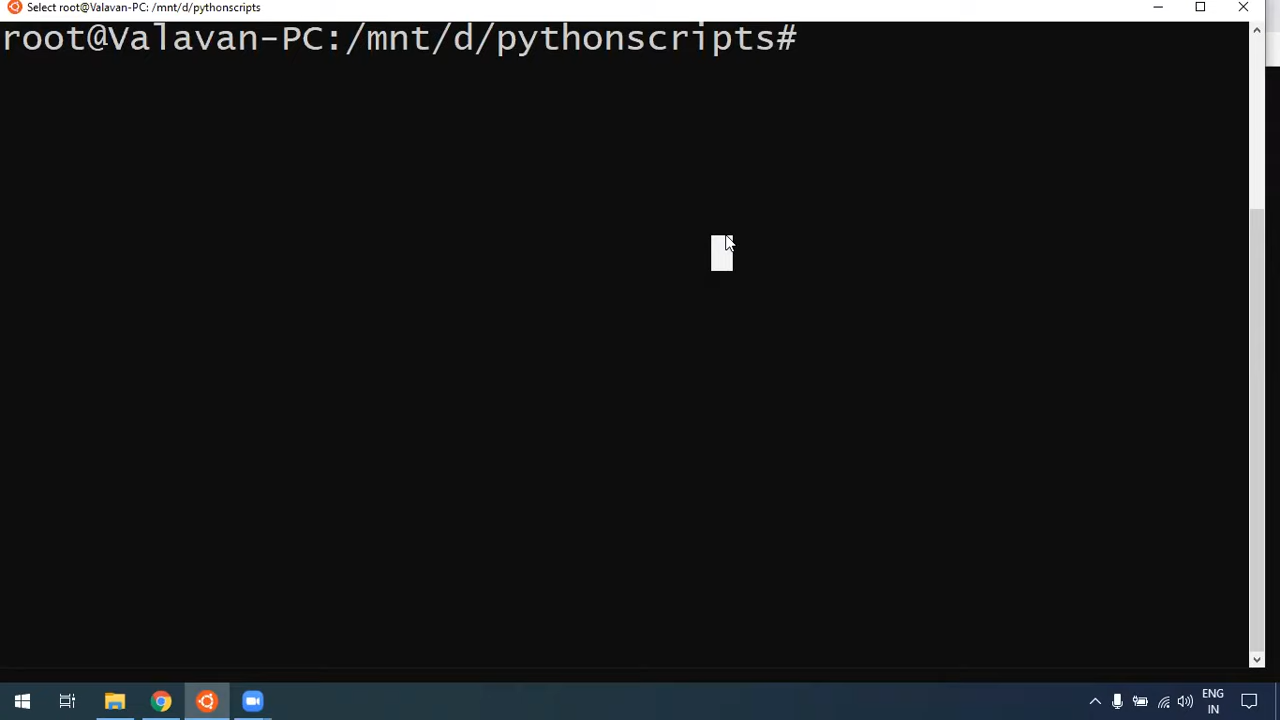 Select root@Valavan-PC: /mnt/d/pythonscripts
root@Valavan-PC:/mnt/d/pythonscripts#
ENG
IN